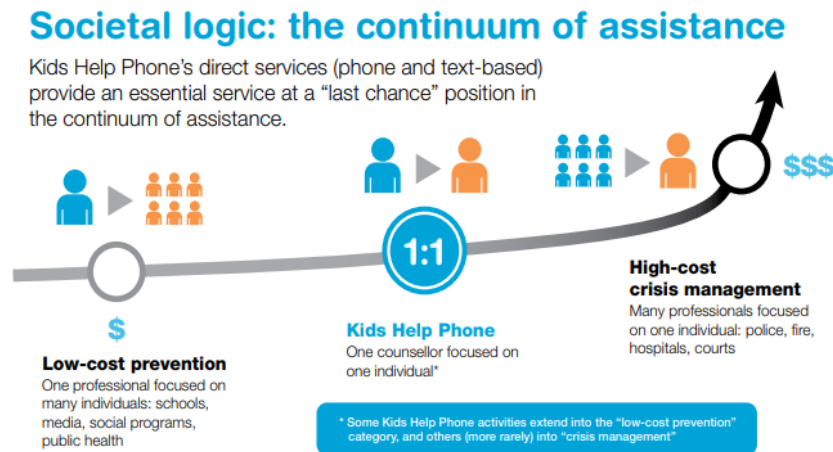 Societal logic: the continuum of assistance
Kids Help Phone’s direct services (phone and text-based)
provide an essential service at a “last chance” position in
the continuum of assistance.
$$$
1:1
$
Low-cost prevention
One professional focused on
many individuals: schools,
media, social programs,
public health
Kids Help Phone
One counsellor focused on
one individual*
High-cost
crisis management
Many professionals focused
on one individual: police, fire,
hospitals, courts
* Some Kids Help Phone activities extend into the “low-cost prevention”
category, and others (more rarely) into “crisis management”